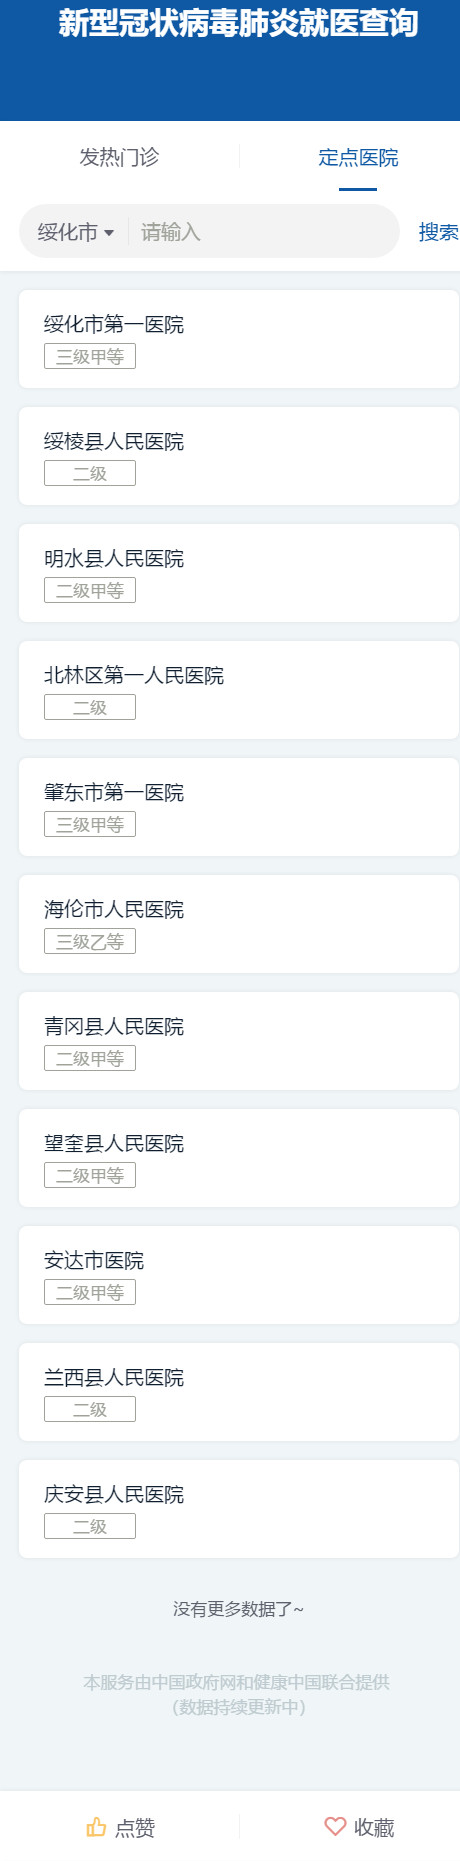 新型冠状病毒肺炎就医查询
发热门诊
定点医院
绥化市
请输入
搜索
绥化市第一医院
三级甲等
绥棱县人民医院
二级
明水县人民医院
二级甲等
北林区第一人民医院
二级
肇东市第一医院
三级甲等
海伦市人民医院
三级乙等
青冈县人民医院
二级甲等
望奎县人民医院
二级甲等
安达市医院
二级甲等
兰西县人民医院
二级
庆安县人民医院
二级
没有更多数据了~
本服务由中国政府网和健康中国联合提供
（数据持续更新中）
点赞
收藏